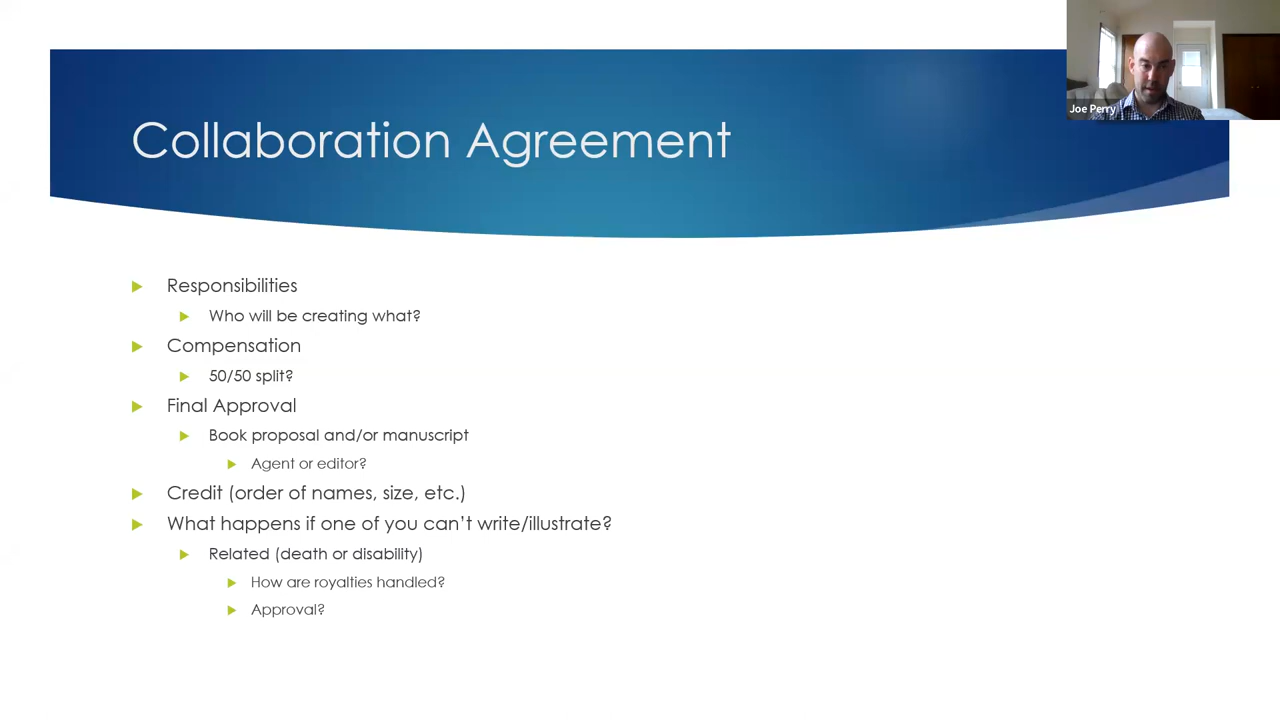 Joe Perry
Collaboration Agreement
Responsibilities
Who will be creating what?
Compensation
50/50 split?
Final Approval
Book proposal and/or manuscript
Agent or editor?
Credit (order of names, size, etc.)
What happens if one of you can’t write/illustrate?
Related (death or disability)
How are royalties handled?
Approval?